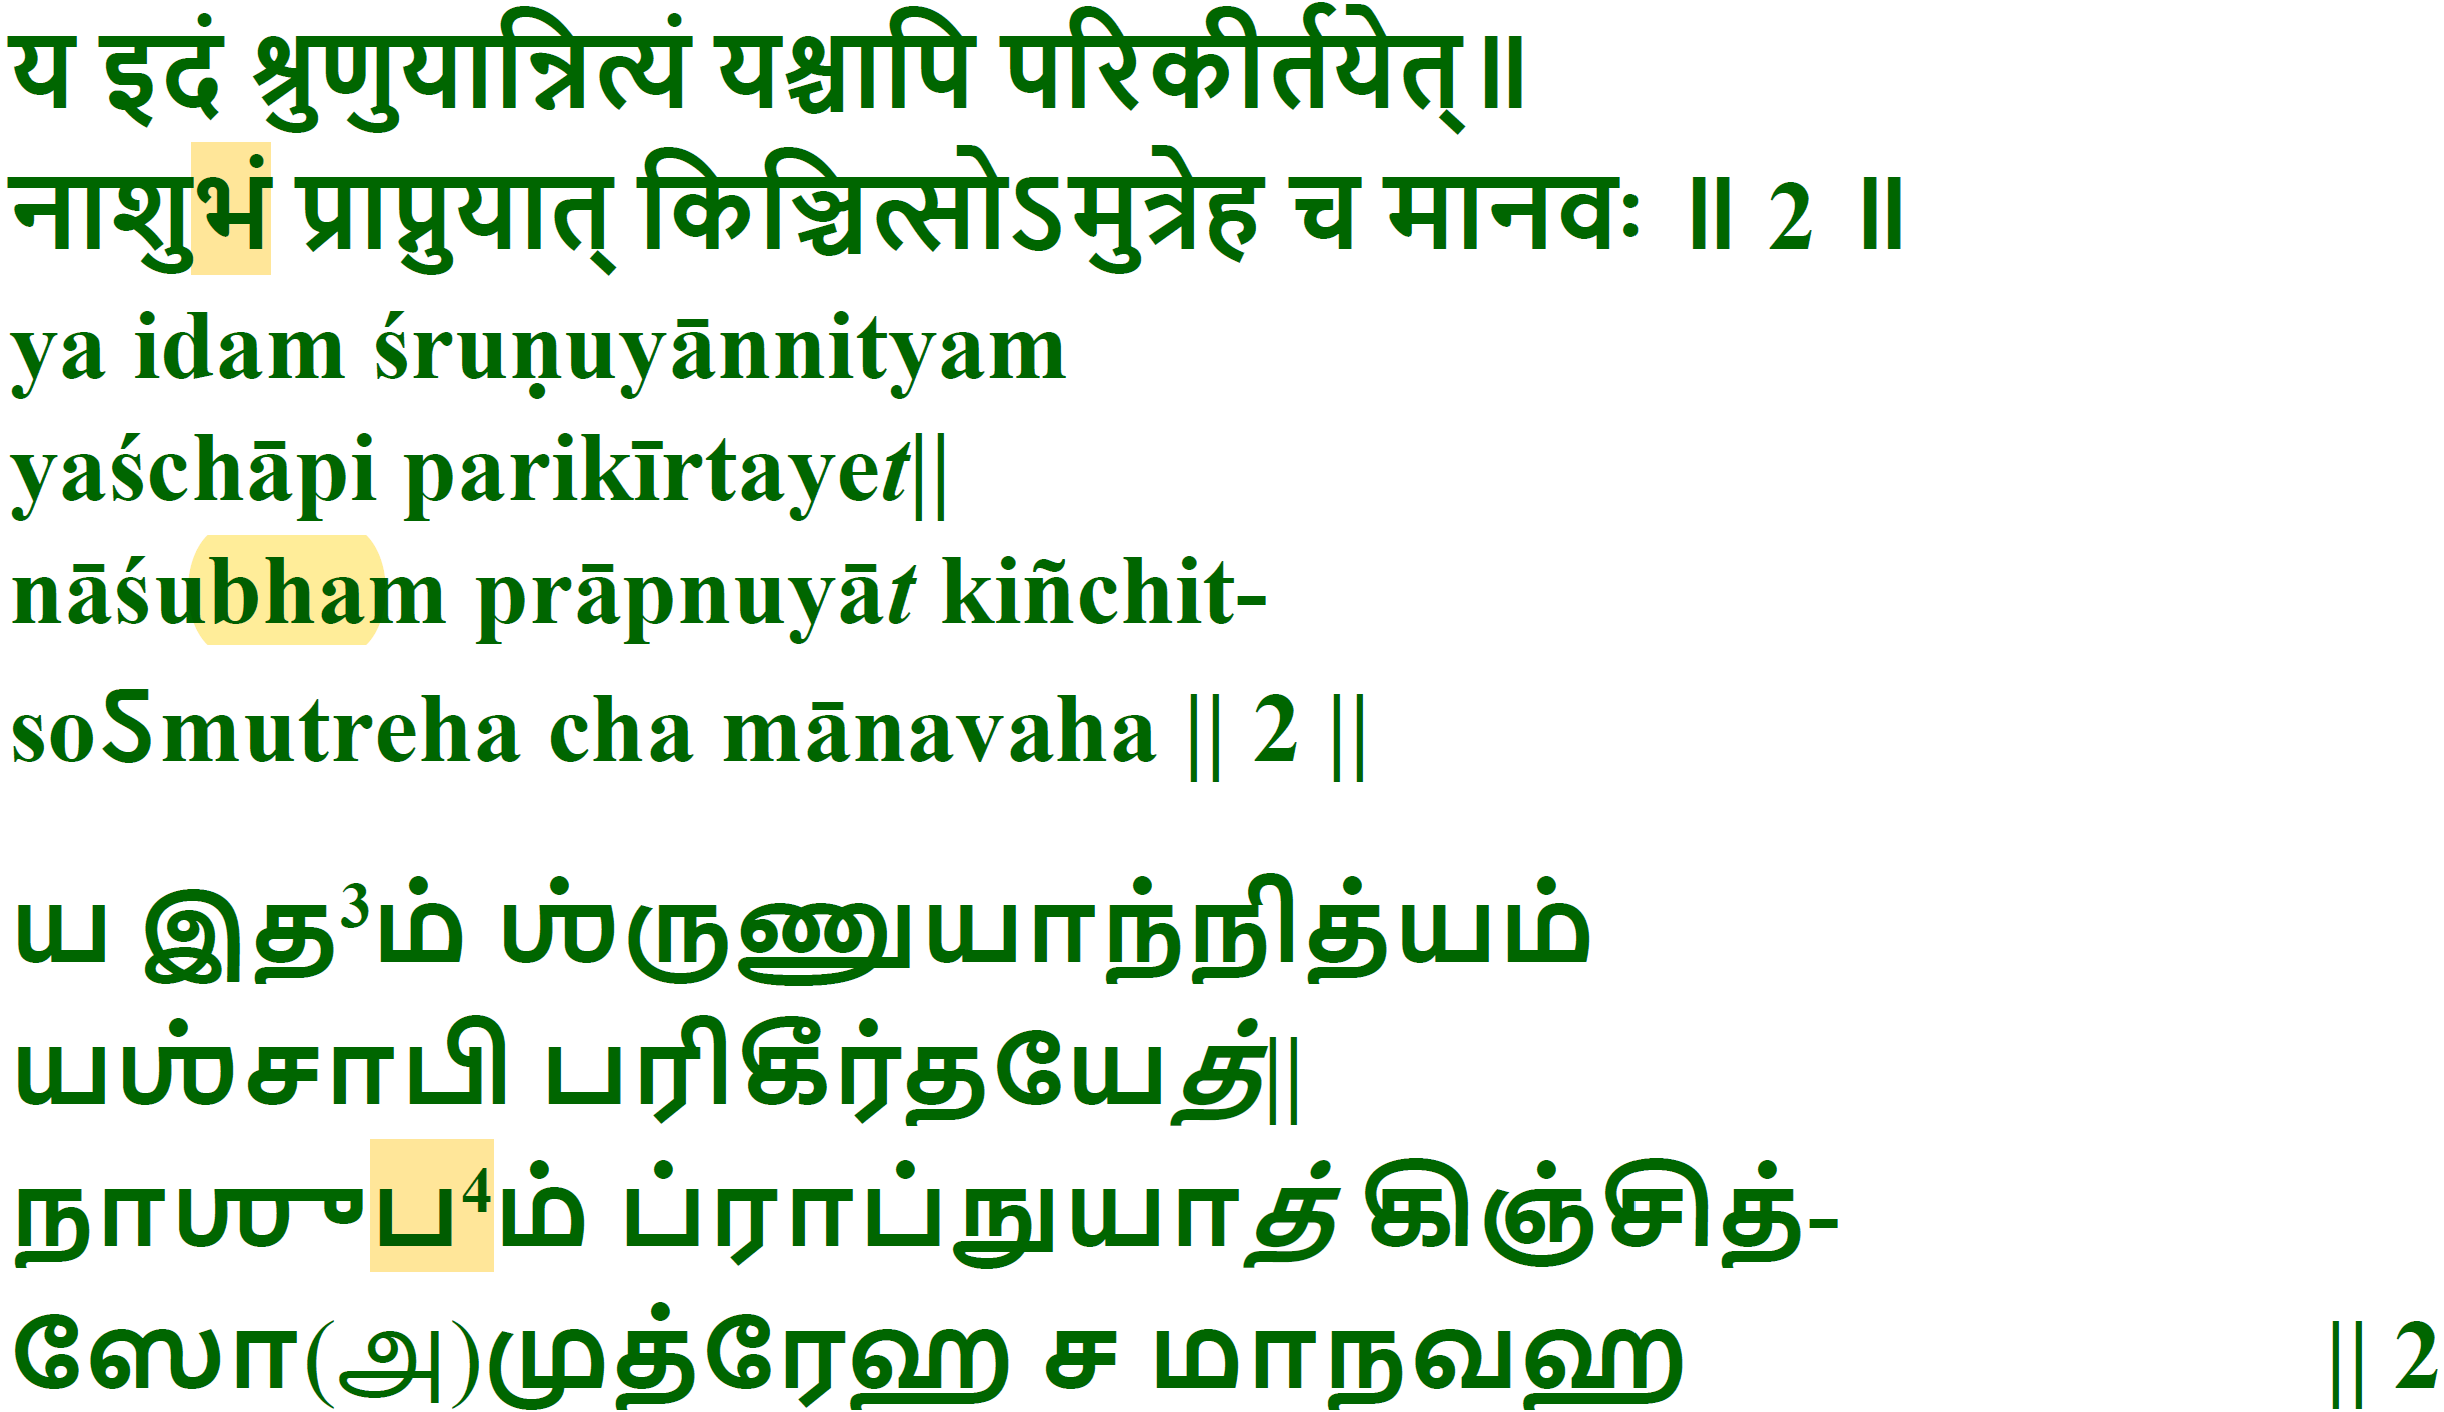 य इदं श्रुणुयान्नित्यं यश्चापि परिकीर्तयेत्॥
नाशुभं प्राप्नुयात् किञ्चित्सोऽमुत्रेह च मानवः ॥ 2 ॥
ya idam śruṇuyānnityam
yaśchāpi parikīrtayet||
nāśubham prāpnuyāt kiñchit-
soऽmutreha cha mānavaha || 2 ||
ய இத³ம் ஶ்ருணுயாந்நித்யம்
யஶ்சாபி பரிகீர்தயேத்||
நாஶுப⁴ம் ப்ராப்நுயாத் கிஞ்சித்-
ஸோ(அ)முத்ரேஹ ச மாநவஹ || 2